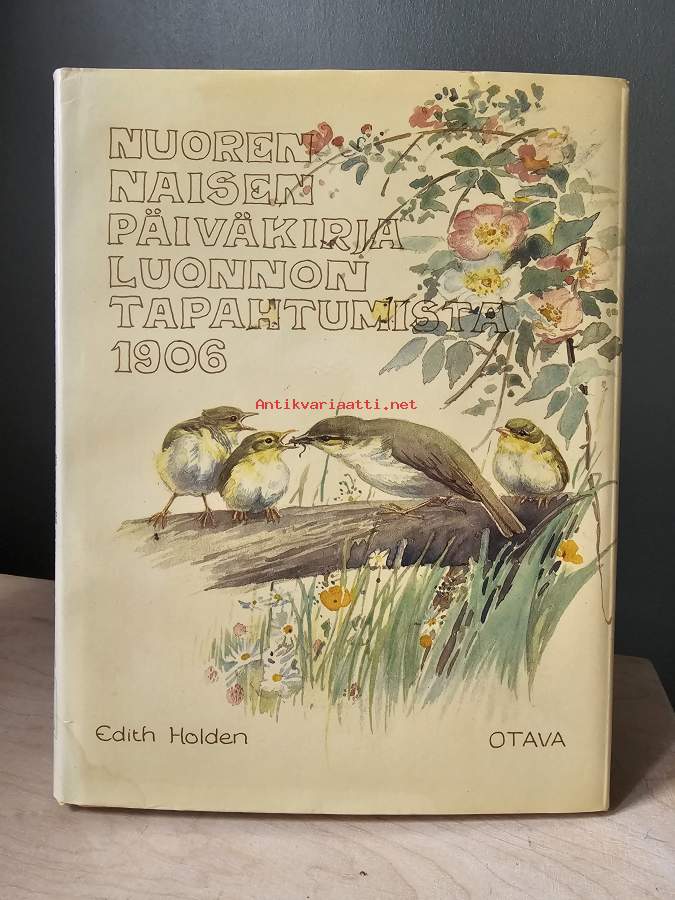 NUOREN
NAISEN
PÄIVÄKIRJA
LUONNON
TAPAHTUMISTA
1906
Antikvariaatti.net
Edith Holden
OTAVA